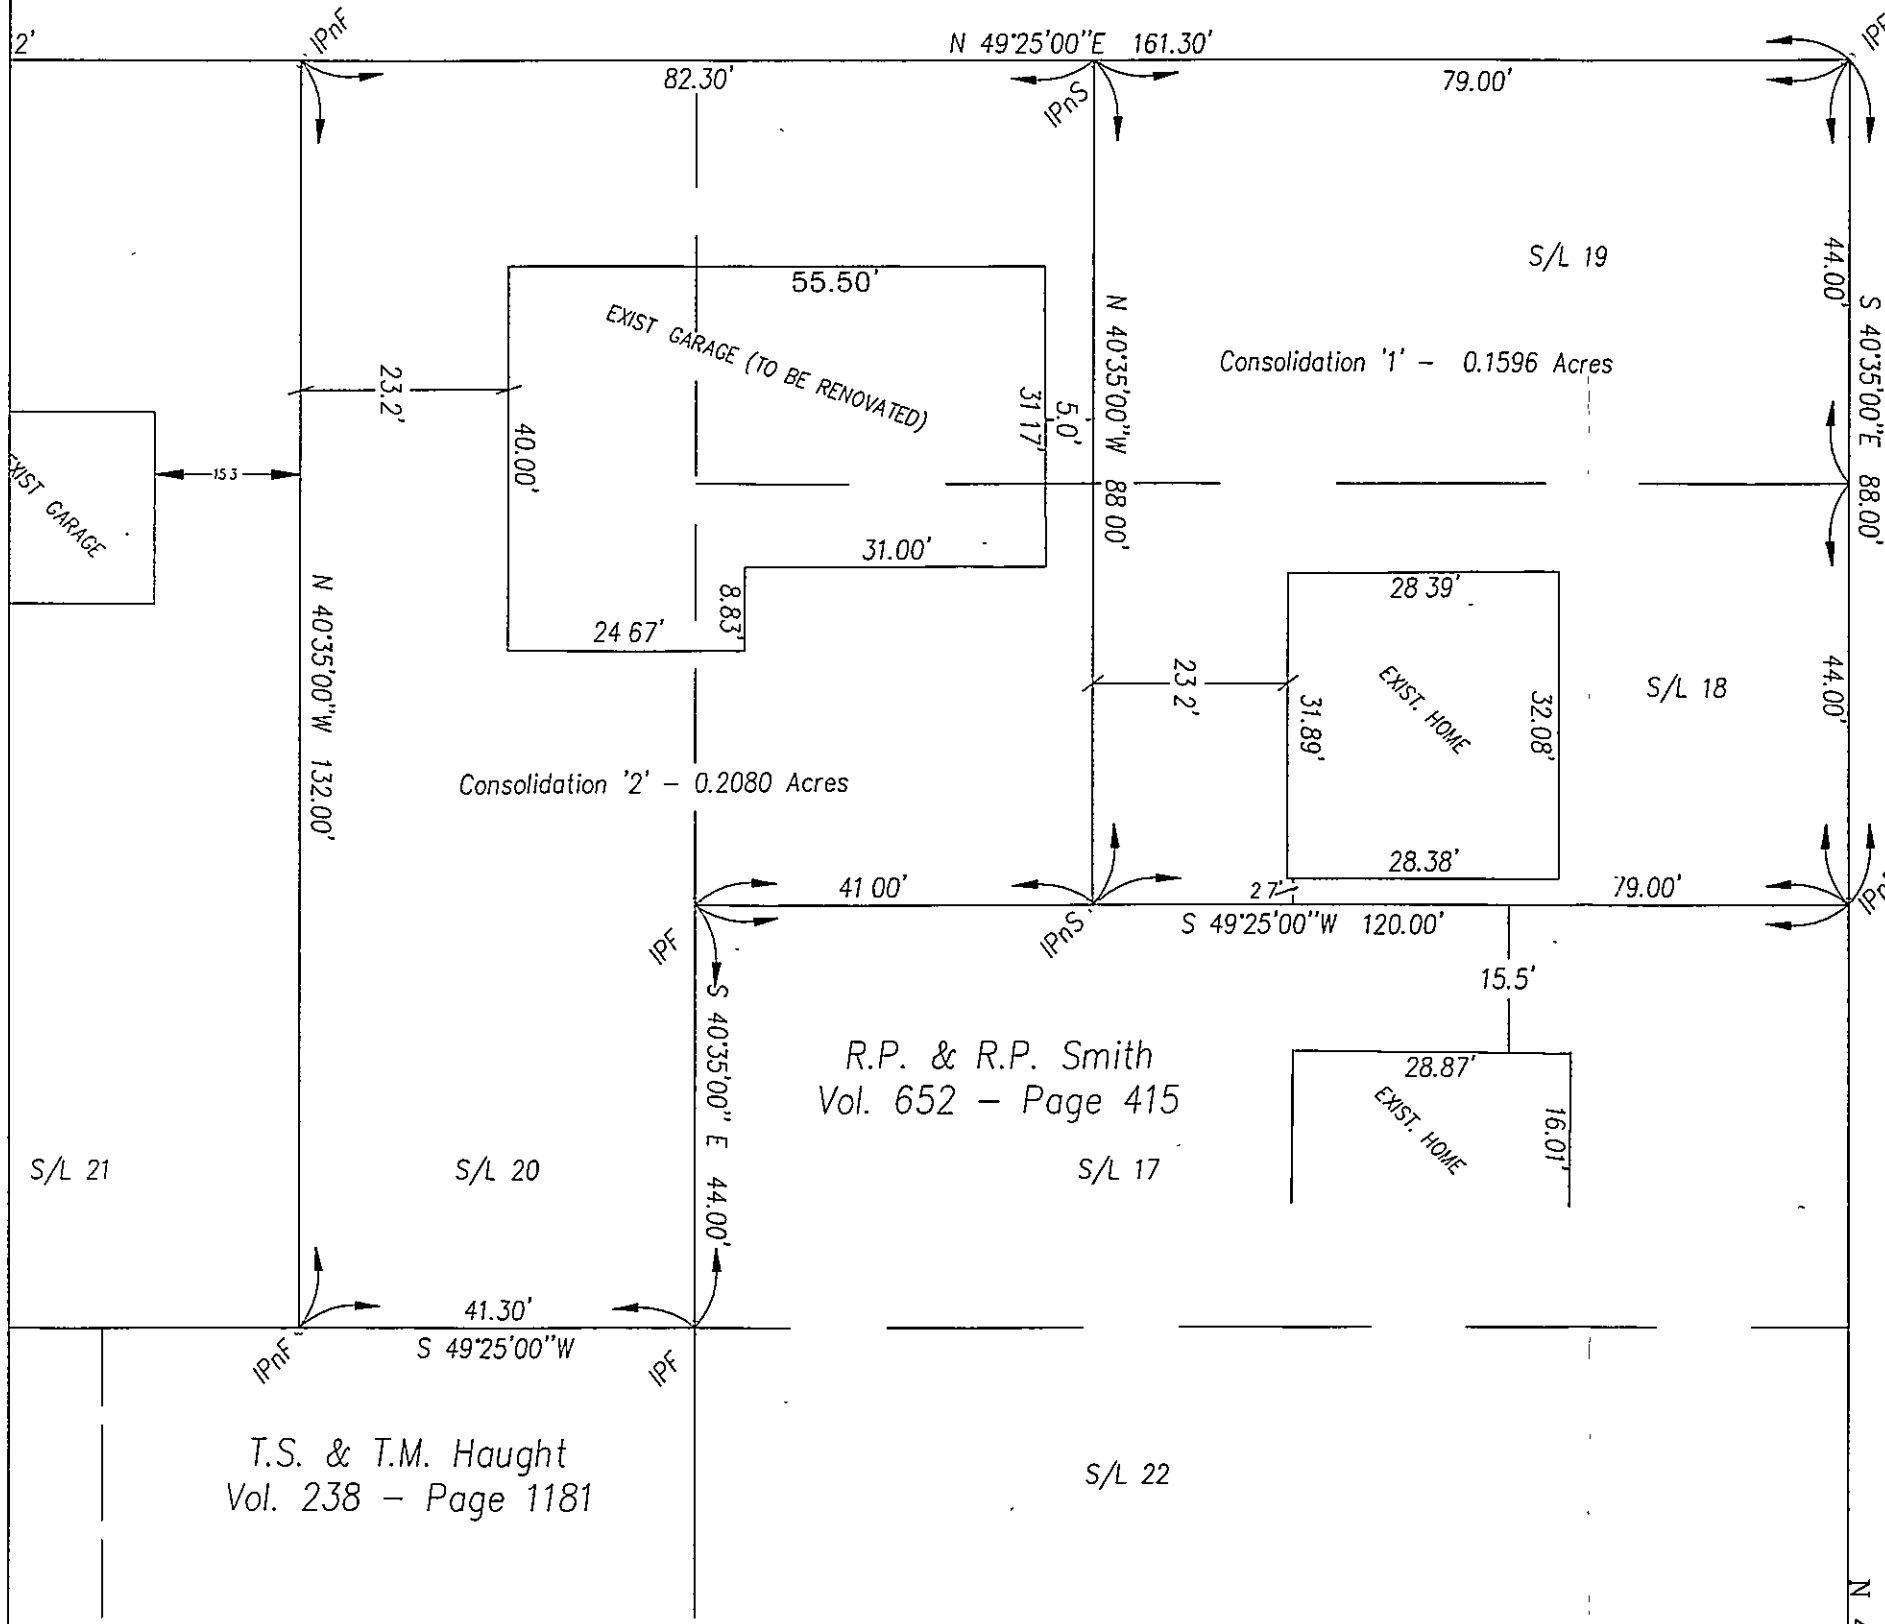 2'
IPnF
N 49°25'00"E 161.30'
IPF
82.30'
IPnS
79.00'
S/L 19
44.00'
55.50'
EXIST GARAGE (TO BE RENOVATED)
N 40°35'00"W 88 00'
S 40°35'00"E 88.00'
Consolidation '1' - 0.1596 Acres
23.2'
31 17'
5.0'
40.00'
15 3
EXIST GARAGE
31.00'
8.83'
24 67'
28 39'
N 40°35'00"W 132.00'
23 2'
EXIST. HOME
31.89'
32.08'
S/L 18
44.00'
Consolidation '2' - 0.2080 Acres
28.38'
41 00'
2 7'
79.00'
IPF
IPnS
S 49°25'00"W 120.00'
15.5'
S 40°35'00" E 44.00'
R.P. & R.P. Smith
Vol. 652 - Page 415
28.87'
EXIST. HOME
16.01'
S/L 21
S/L 20
S/L 17
41.30'
S 49°25'00"W
IPnF
IPF
T.S. & T.M. Haught
Vol. 238 - Page 1181
S/L 22
N